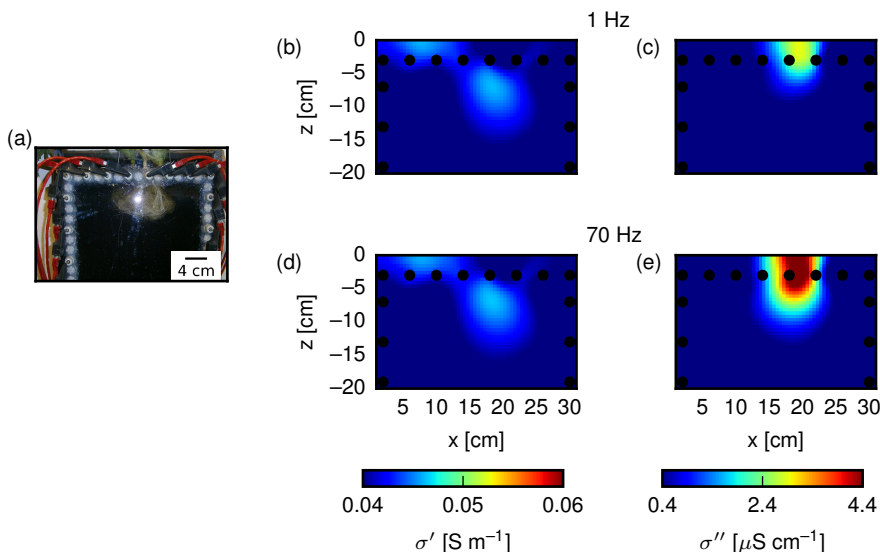 1 Hz
(b)
(c)
0
−5
−10
−15
−20
z [cm]
(a)
4 cm
70 Hz
(d)
(e)
0
−5
−10
−15
−20
z [cm]
5 10 15 20 25 30
5 10 15 20 25 30
x [cm]
x [cm]
0.04 0.05 0.06
0.4 2.4 4.4
σ′ [S m⁻¹]
σ′′ [μS cm⁻¹]